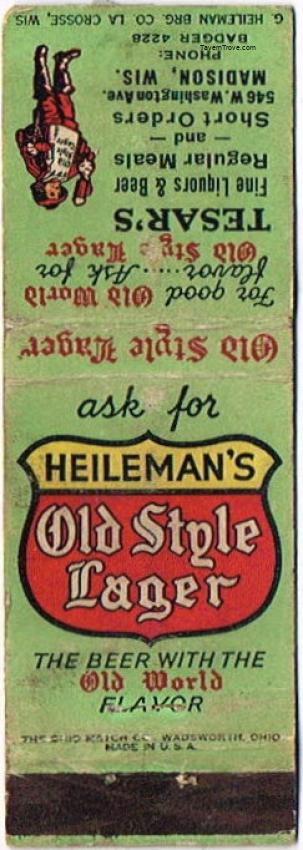 ask for
HEILEMAN'S
Old Style
Lager
THE BEER WITH THE
Old World
FLAVOR
THE OHIO MATCH CO., WADSWORTH, OHIO
MADE IN U.S.A.
Old Style Lager
For good Old World
flavor.....Ask for
Old Style Lager
TESAR'S
Fine Liquors & Beer
Regular Meals
— and —
Short Orders
546 W. Washington Ave.
MADISON, WIS.
PHONE:
BADGER 4228
G. HEILEMAN BRG. CO. LA CROSSE, WIS.
Old Style Lager
TavernTrove.com